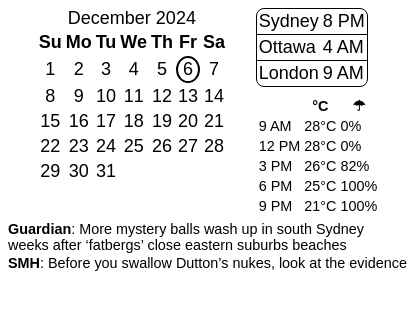 December 2024
Su Mo Tu We Th Fr Sa
1 2 3 4 5 6 7
8 9 10 11 12 13 14
15 16 17 18 19 20 21
22 23 24 25 26 27 28
29 30 31
Sydney 8 PM
Ottawa 4 AM
London 9 AM
°C ☂
9 AM 28°C 0%
12 PM 28°C 0%
3 PM 26°C 82%
6 PM 25°C 100%
9 PM 21°C 100%
Guardian: More mystery balls wash up in south Sydney
weeks after ‘fatbergs’ close eastern suburbs beaches
SMH: Before you swallow Dutton’s nukes, look at the evidence